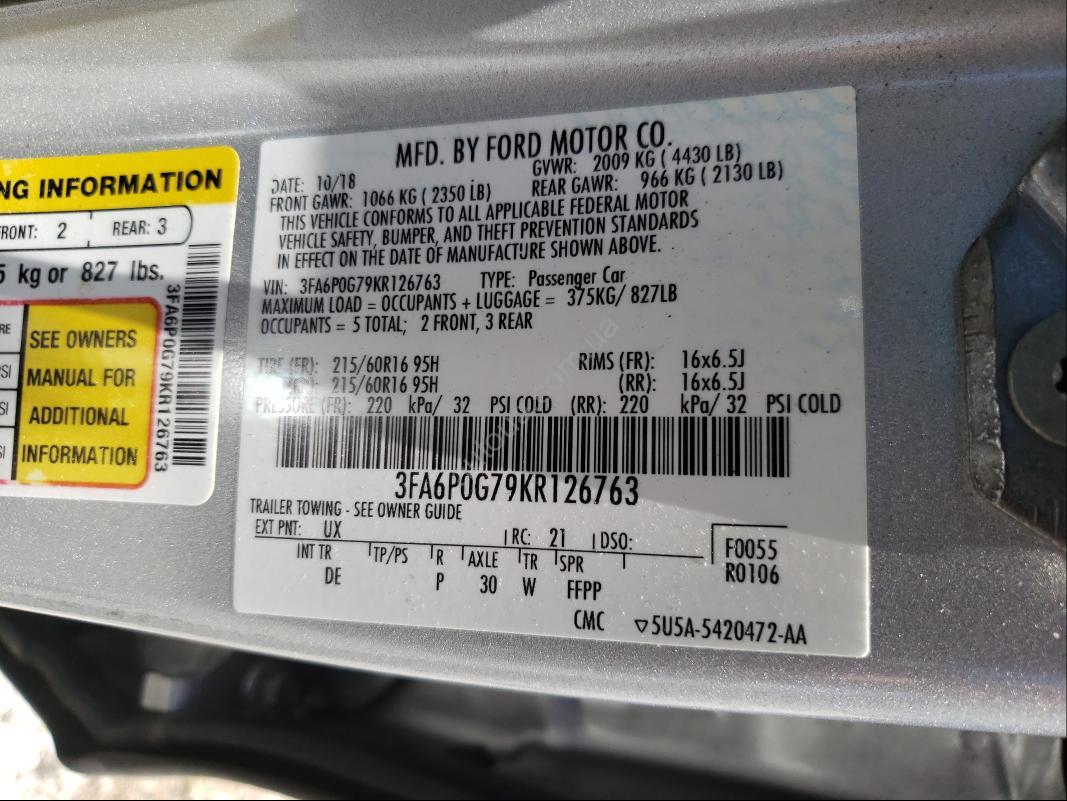 NG INFORMATION
FRONT: 2 REAR: 3
5 kg or 827 lbs.
SEE OWNERS
MANUAL FOR
ADDITIONAL
INFORMATION
3FA6P0G79KR126763
MFD. BY FORD MOTOR CO.
DATE: 10/18 GVWR: 2009 KG ( 4430 LB)
FRONT GAWR: 1066 KG ( 2350 LB) REAR GAWR: 966 KG ( 2130 LB)
THIS VEHICLE CONFORMS TO ALL APPLICABLE FEDERAL MOTOR
VEHICLE SAFETY, BUMPER, AND THEFT PREVENTION STANDARDS
IN EFFECT ON THE DATE OF MANUFACTURE SHOWN ABOVE.
VIN: 3FA6P0G79KR126763 TYPE: Passenger Car
MAXIMUM LOAD = OCCUPANTS + LUGGAGE = 375KG/ 827LB
OCCUPANTS = 5 TOTAL; 2 FRONT, 3 REAR
TIRE (FR): 215/60R16 95H RIMS (FR): 16x6.5J
215/60R16 95H (RR): 16x6.5J
PRESSURE (FR): 220 kPa/ 32 PSI COLD (RR): 220 kPa/ 32 PSI COLD
3FA6P0G79KR126763
TRAILER TOWING - SEE OWNER GUIDE
EXT PNT: UX RC: 21 DSO:
F0055
R0106
INT TR TP/PS R AXLE TR SPR
DE P 30 W FFPP
CMC ▽5U5A-5420472-AA